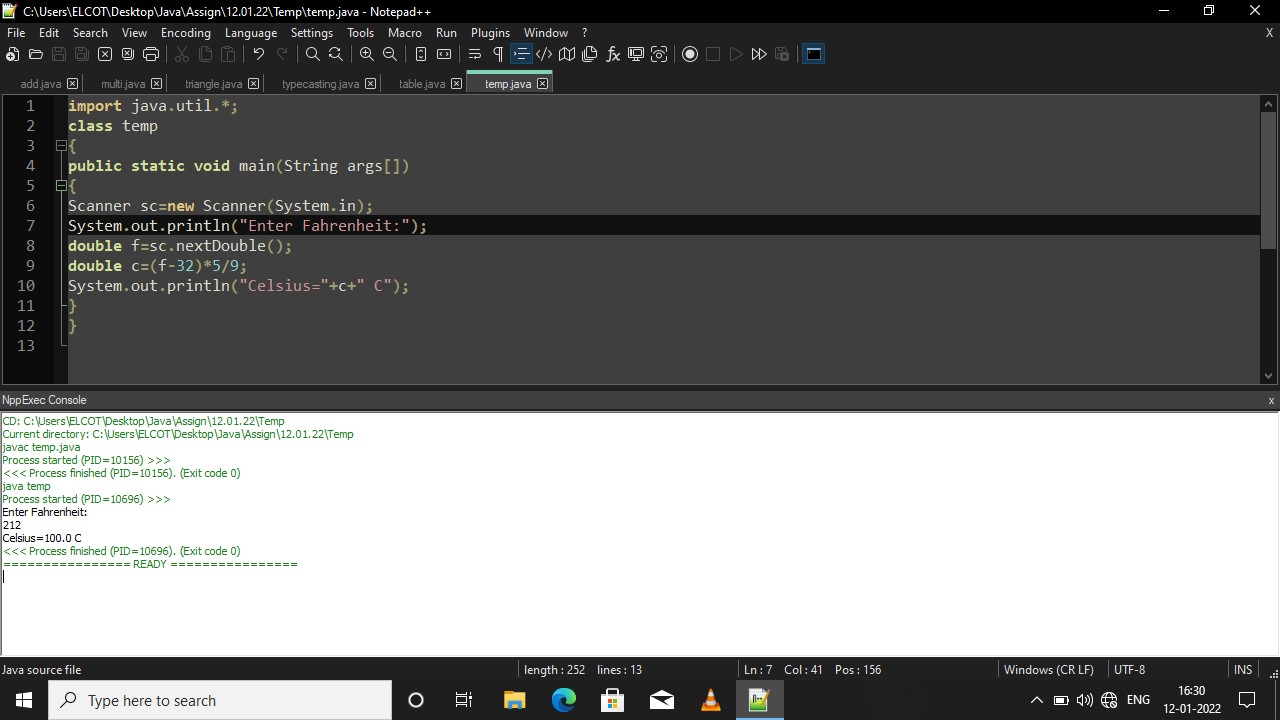 C:\Users\ELCOT\Desktop\Java\Assign\12.01.22\Temp\temp.java - Notepad++
File Edit Search View Encoding Language Settings Tools Macro Run Plugins Window ? X
add.java multi.java triangle.java typecasting.java table.java temp.java
1 import java.util.*;
2 class temp
3 {
4 public static void main(String args[])
5 {
6 Scanner sc=new Scanner(System.in);
7 System.out.println("Enter Fahrenheit:");
8 double f=sc.nextDouble();
9 double c=(f-32)*5/9;
10 System.out.println("Celsius="+c+" C");
11 }
12 }
13
NppExec Console x
CD: C:\Users\ELCOT\Desktop\Java\Assign\12.01.22\Temp
Current directory: C:\Users\ELCOT\Desktop\Java\Assign\12.01.22\Temp
javac temp.java
Process started (PID=10156) >>>
<<< Process finished (PID=10156). (Exit code 0)
java temp
Process started (PID=10696) >>>
Enter Fahrenheit:
212
Celsius=100.0 C
<<< Process finished (PID=10696). (Exit code 0)
================ READY ================
Java source file length : 252 lines : 13 Ln : 7 Col : 41 Pos : 156 Windows (CR LF) UTF-8 INS
Type here to search ENG 16:30
12-01-2022